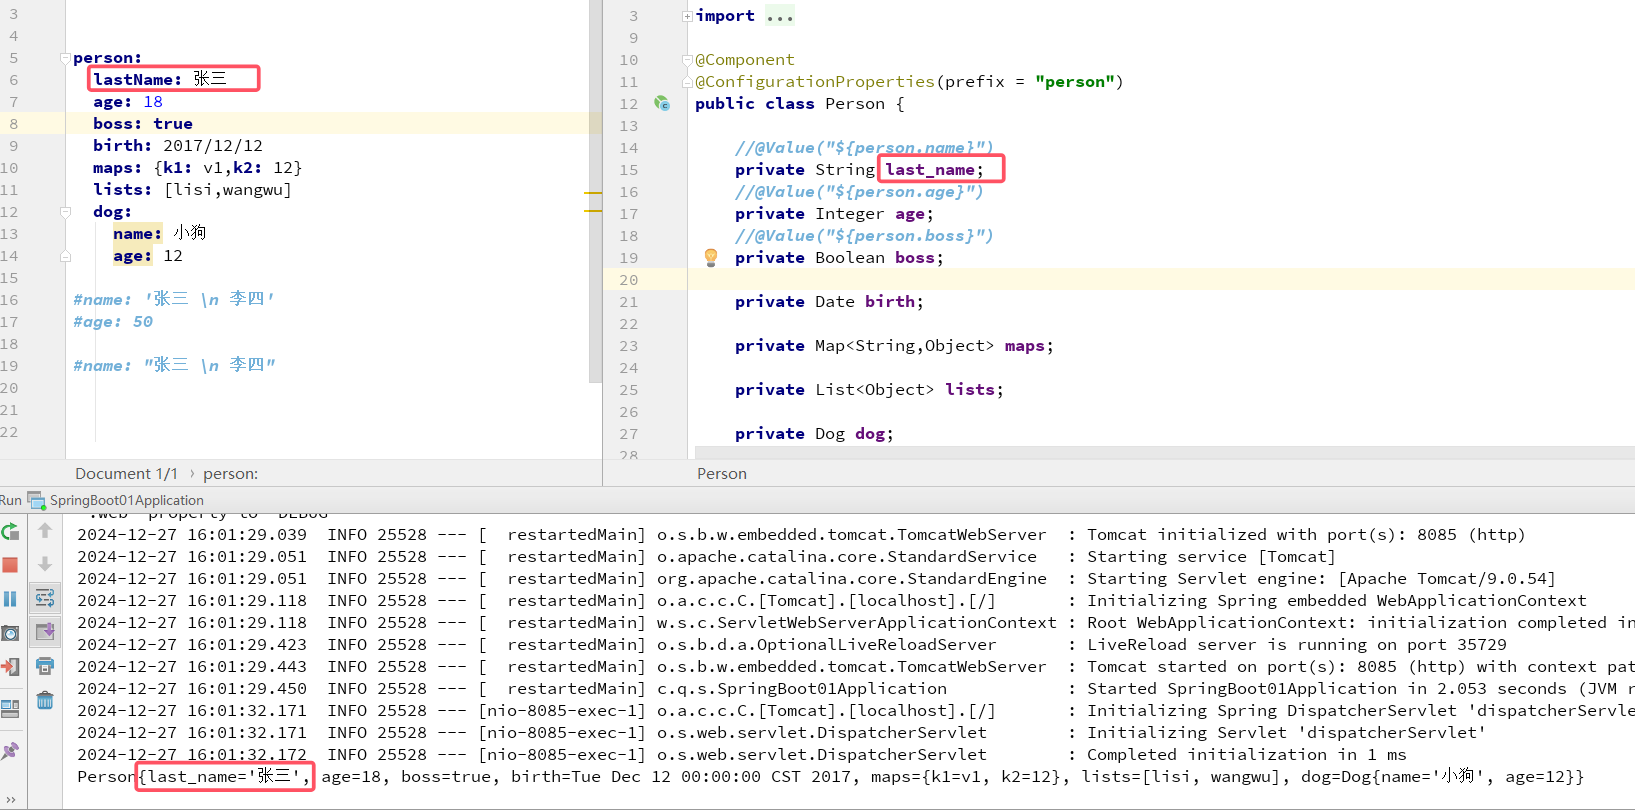 3
4
5 person:
6 lastName: 张三
7 age: 18
8 boss: true
9 birth: 2017/12/12
10 maps: {k1: v1,k2: 12}
11 lists: [lisi,wangwu]
12 dog:
13 name: 小狗
14 age: 12
15
16 #name: '张三 \n 李四'
17 #age: 50
18
19 #name: "张三 \n 李四"
20
21
22
Document 1/1 › person:
3 import ...
9
10 @Component
11 @ConfigurationProperties(prefix = "person")
12 public class Person {
13
14 //@Value("${person.name}")
15 private String last_name;
16 //@Value("${person.age}")
17 private Integer age;
18 //@Value("${person.boss}")
19 private Boolean boss;
20
21 private Date birth;
22
23 private Map<String,Object> maps;
24
25 private List<Object> lists;
26
27 private Dog dog;
28
Person
Run SpringBoot01Application
.web' property to 'DEBUG'
2024-12-27 16:01:29.039 INFO 25528 --- [ restartedMain] o.s.b.w.embedded.tomcat.TomcatWebServer : Tomcat initialized with port(s): 8085 (http)
2024-12-27 16:01:29.051 INFO 25528 --- [ restartedMain] o.apache.catalina.core.StandardService : Starting service [Tomcat]
2024-12-27 16:01:29.051 INFO 25528 --- [ restartedMain] org.apache.catalina.core.StandardEngine : Starting Servlet engine: [Apache Tomcat/9.0.54]
2024-12-27 16:01:29.118 INFO 25528 --- [ restartedMain] o.a.c.c.C.[Tomcat].[localhost].[/] : Initializing Spring embedded WebApplicationContext
2024-12-27 16:01:29.118 INFO 25528 --- [ restartedMain] w.s.c.ServletWebServerApplicationContext : Root WebApplicationContext: initialization completed in
2024-12-27 16:01:29.423 INFO 25528 --- [ restartedMain] o.s.b.d.a.OptionalLiveReloadServer : LiveReload server is running on port 35729
2024-12-27 16:01:29.443 INFO 25528 --- [ restartedMain] o.s.b.w.embedded.tomcat.TomcatWebServer : Tomcat started on port(s): 8085 (http) with context pat
2024-12-27 16:01:29.450 INFO 25528 --- [ restartedMain] c.q.s.SpringBoot01Application : Started SpringBoot01Application in 2.053 seconds (JVM r
2024-12-27 16:01:32.171 INFO 25528 --- [nio-8085-exec-1] o.a.c.c.C.[Tomcat].[localhost].[/] : Initializing Spring DispatcherServlet 'dispatcherServle
2024-12-27 16:01:32.171 INFO 25528 --- [nio-8085-exec-1] o.s.web.servlet.DispatcherServlet : Initializing Servlet 'dispatcherServlet'
2024-12-27 16:01:32.172 INFO 25528 --- [nio-8085-exec-1] o.s.web.servlet.DispatcherServlet : Completed initialization in 1 ms
Person{last_name='张三', age=18, boss=true, birth=Tue Dec 12 00:00:00 CST 2017, maps={k1=v1, k2=12}, lists=[lisi, wangwu], dog=Dog{name='小狗', age=12}}